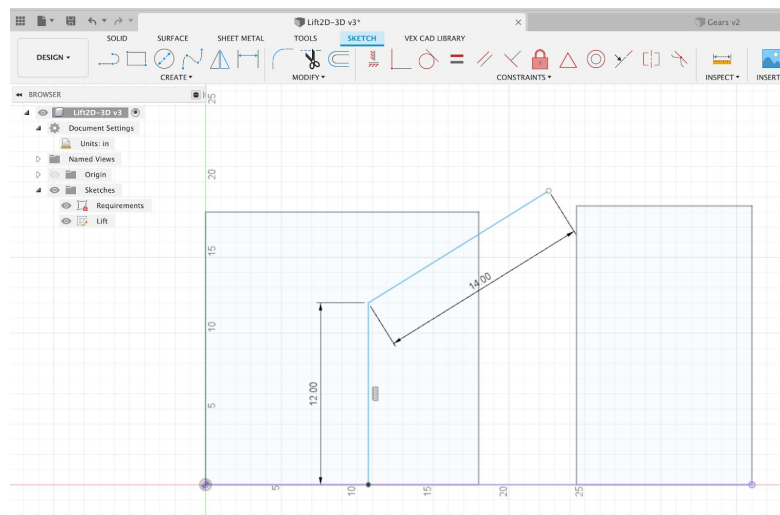 Lift2D-3D v3*
×
Gears v2
SOLID
SURFACE
SHEET METAL
TOOLS
SKETCH
VEX CAD LIBRARY
DESIGN
CREATE
MODIFY
CONSTRAINTS
INSPECT
INSERT
BROWSER
Lift2D-3D v3
Document Settings
Units: in
Named Views
Origin
Sketches
Requirements
Lift
25
20
15
10
5
14.00
12.00
5
10
15
20
25